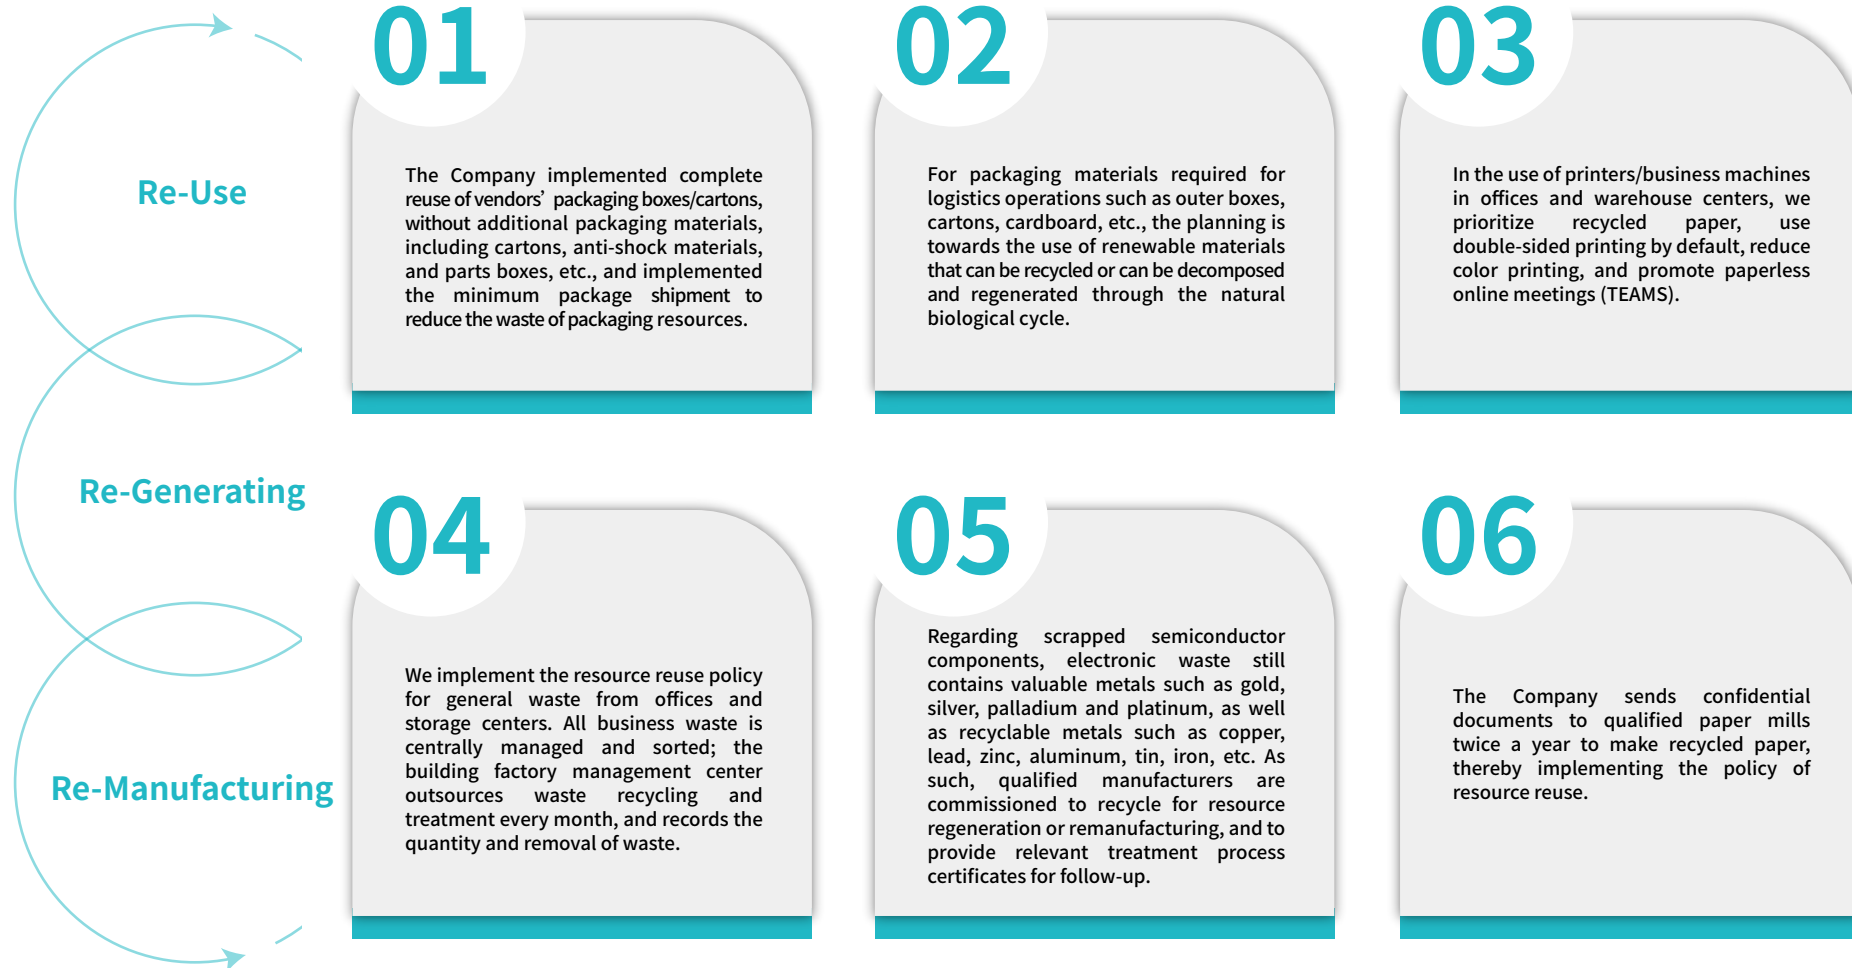 Re-Use
Re-Generating
Re-Manufacturing
01
The Company implemented complete
reuse of vendors’ packaging boxes/cartons,
without additional packaging materials,
including cartons, anti-shock materials,
and parts boxes, etc., and implemented
the minimum package shipment to
reduce the waste of packaging resources.
02
For packaging materials required for
logistics operations such as outer boxes,
cartons, cardboard, etc., the planning is
towards the use of renewable materials
that can be recycled or can be decomposed
and regenerated through the natural
biological cycle.
03
In the use of printers/business machines
in offices and warehouse centers, we
prioritize recycled paper, use
double-sided printing by default, reduce
color printing, and promote paperless
online meetings (TEAMS).
04
We implement the resource reuse policy
for general waste from offices and
storage centers. All business waste is
centrally managed and sorted; the
building factory management center
outsources waste recycling and
treatment every month, and records the
quantity and removal of waste.
05
Regarding scrapped semiconductor
components, electronic waste still
contains valuable metals such as gold,
silver, palladium and platinum, as well
as recyclable metals such as copper,
lead, zinc, aluminum, tin, iron, etc. As
such, qualified manufacturers are
commissioned to recycle for resource
regeneration or remanufacturing, and to
provide relevant treatment process
certificates for follow-up.
06
The Company sends confidential
documents to qualified paper mills
twice a year to make recycled paper,
thereby implementing the policy of
resource reuse.